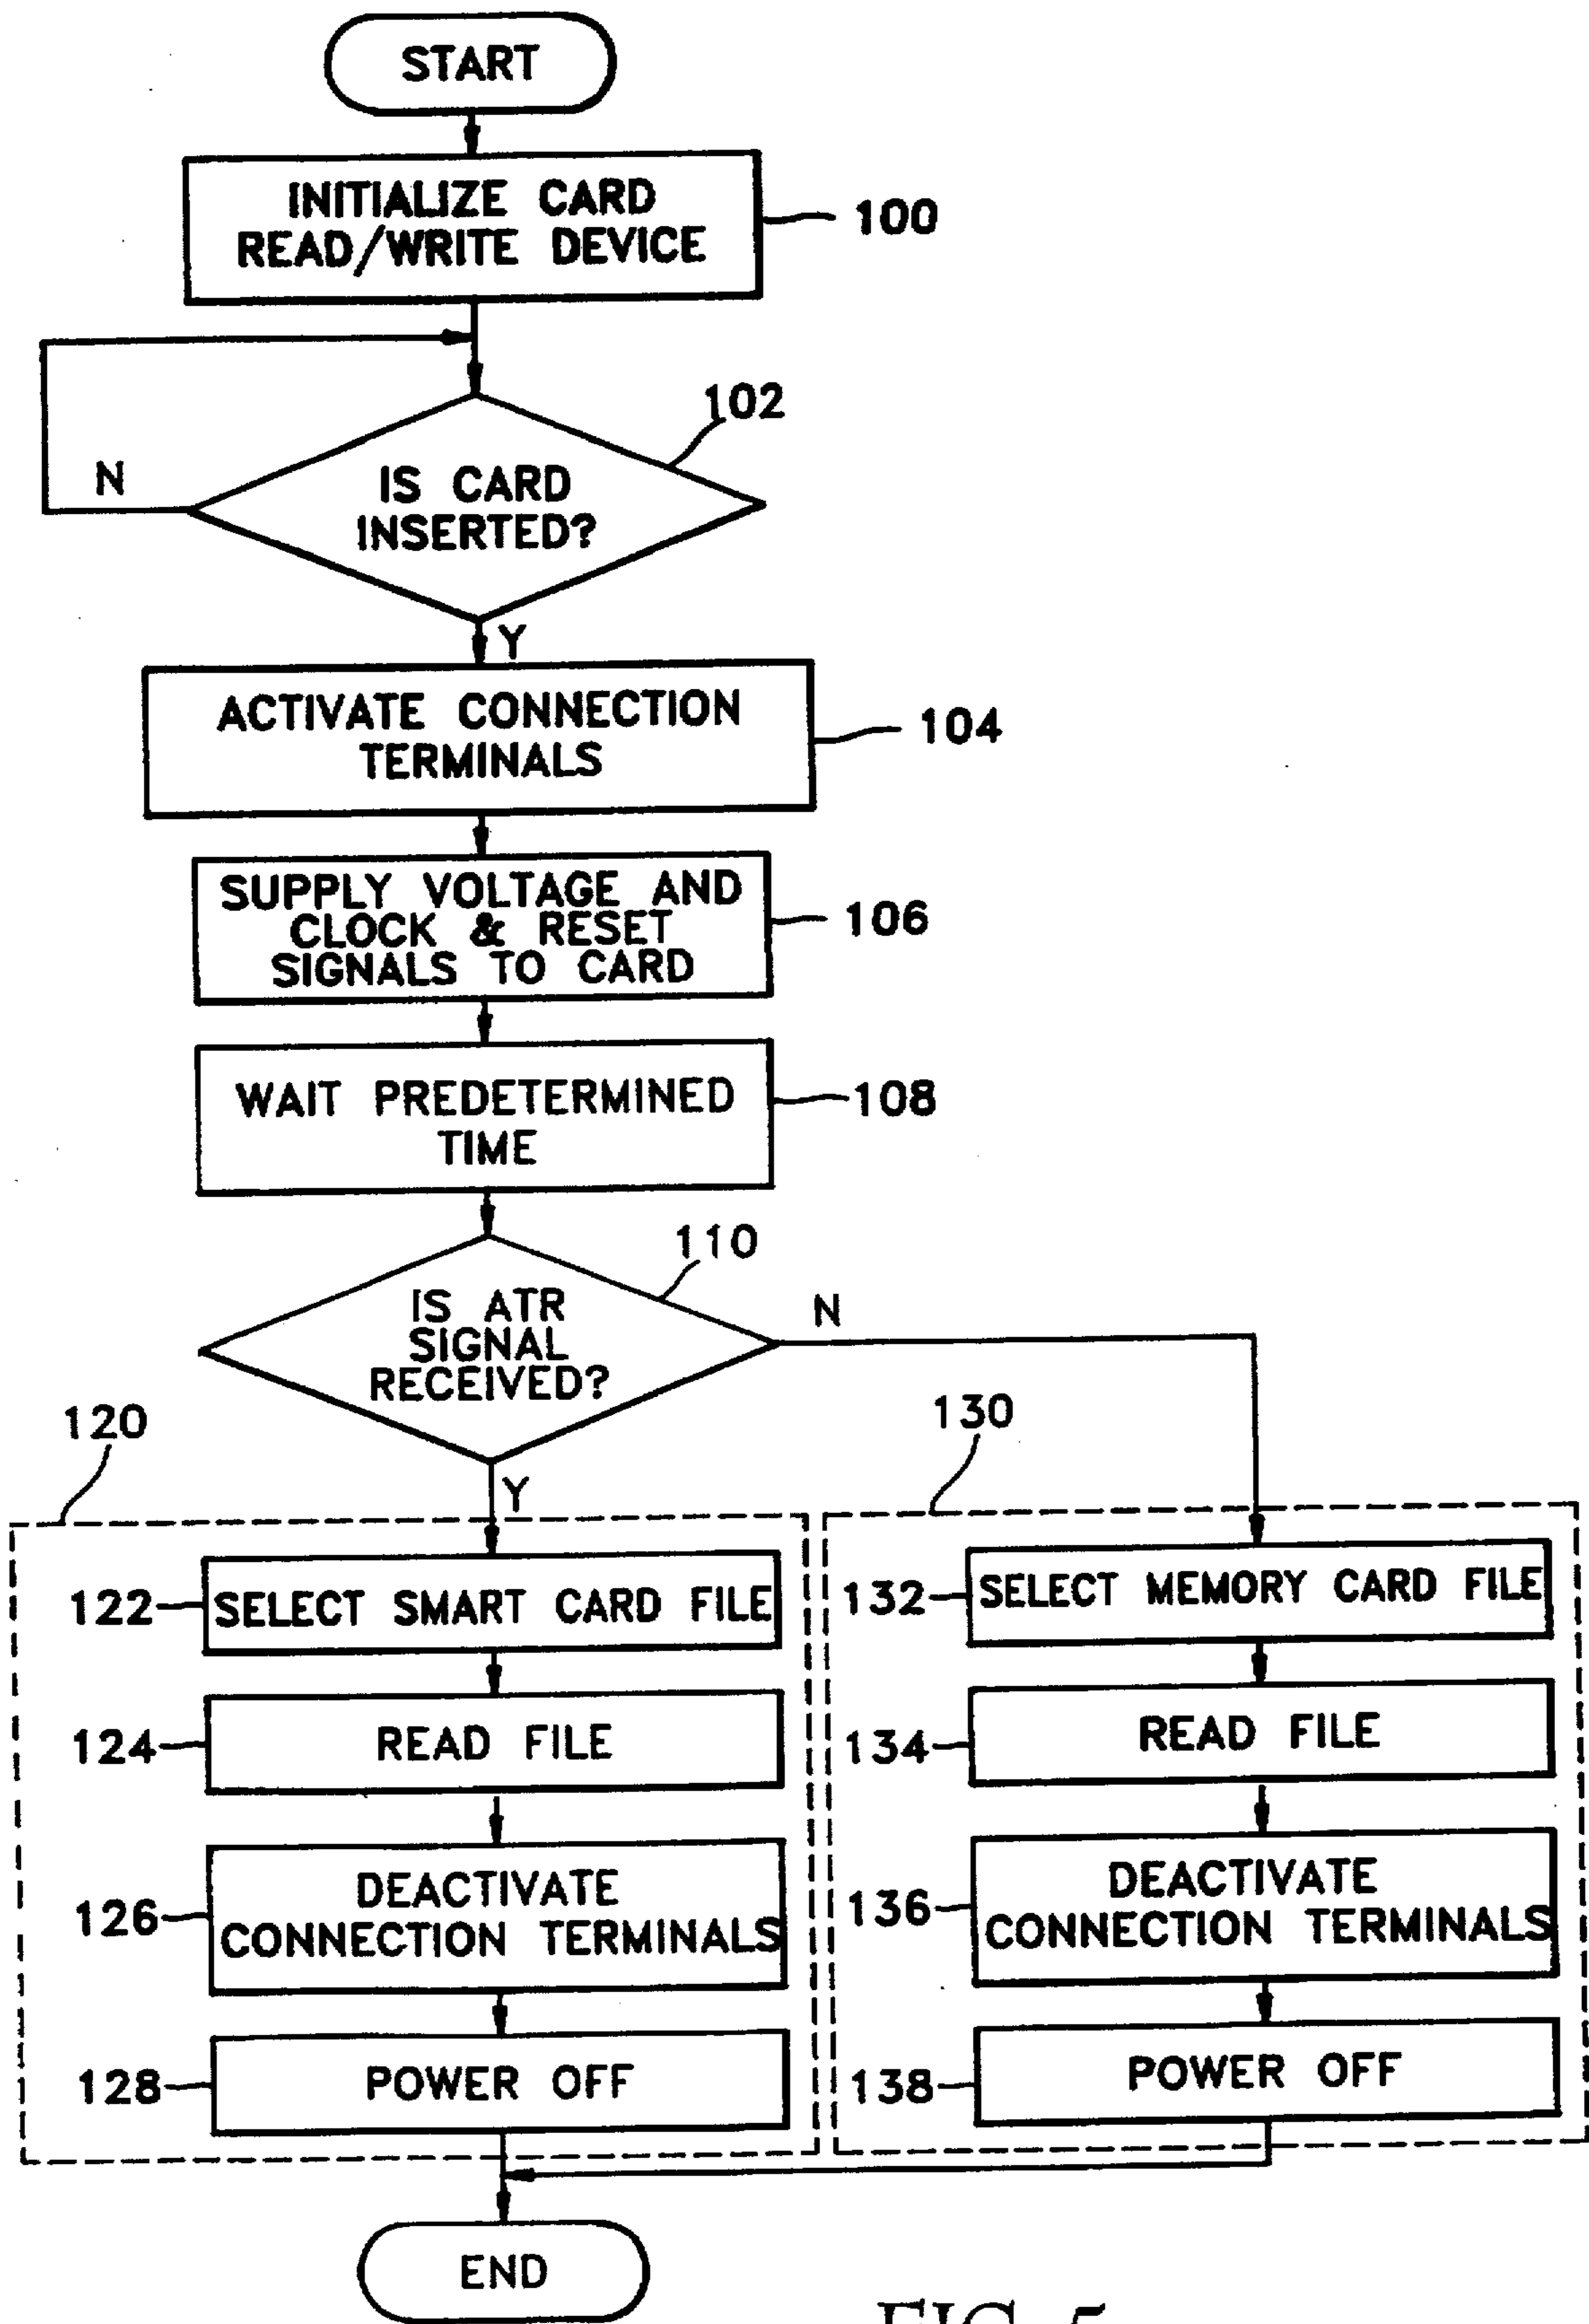 START
INITIALIZE CARD
READ/WRITE DEVICE
100
102
N
IS CARD
INSERTED?
Y
ACTIVATE CONNECTION
TERMINALS
104
SUPPLY VOLTAGE AND
CLOCK & RESET
SIGNALS TO CARD
106
WAIT PREDETERMINED
TIME
108
110
IS ATR
SIGNAL
RECEIVED?
N
Y
120
122
SELECT SMART CARD FILE
124
READ FILE
126
DEACTIVATE
CONNECTION TERMINALS
128
POWER OFF
130
132
SELECT MEMORY CARD FILE
134
READ FILE
136
DEACTIVATE
CONNECTION TERMINALS
138
POWER OFF
END
FIG. 5